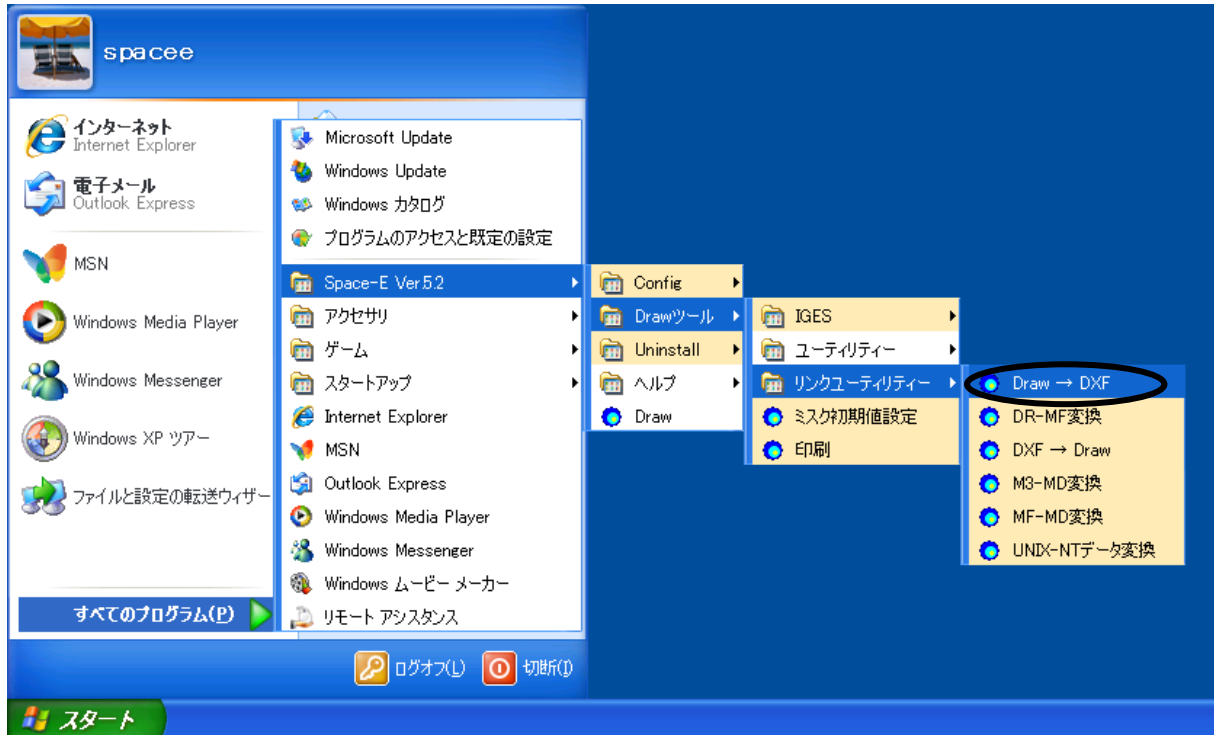 spacee
インターネット
Internet Explorer
電子メール
Outlook Express
MSN
Windows Media Player
Windows Messenger
Windows XP ツアー
ファイルと設定の転送ウィザー
すべてのプログラム(P)
Microsoft Update
Windows Update
Windows カタログ
プログラムのアクセスと既定の設定
Space-E Ver.5.2
アクセサリ
ゲーム
スタートアップ
Internet Explorer
MSN
Outlook Express
Windows Media Player
Windows Messenger
Windows ムービー メーカー
リモート アシスタンス
Config
Drawツール
Uninstall
ヘルプ
Draw
IGES
ユーティリティー
リンクユーティリティー
ミスク初期値設定
印刷
Draw → DXF
DR-MF変換
DXF → Draw
M3-MD変換
MF-MD変換
UNIX-NTデータ変換
ログオフ(L)
切断(I)
スタート